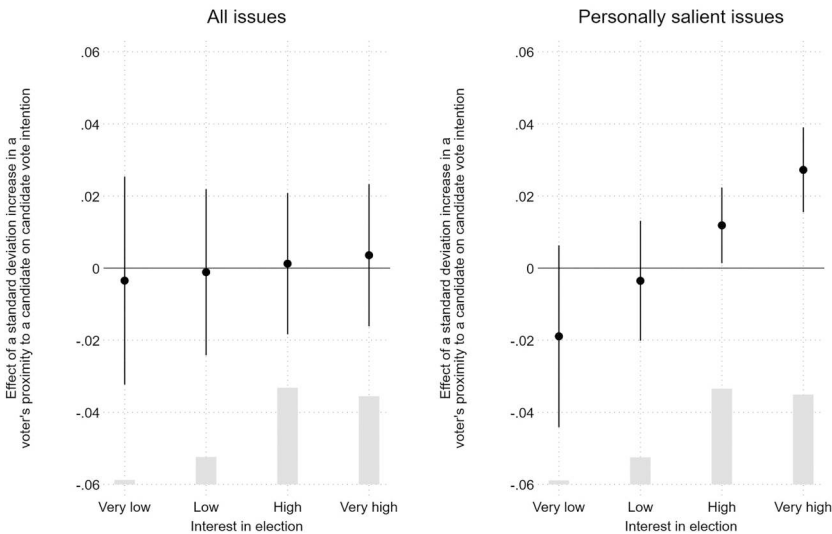 All issues
Effect of a standard deviation increase in a
voter's proximity to a candidate on candidate vote intention
.06
.04
.02
0
-.02
-.04
-.06
Very low Low High Very high
Interest in election
Personally salient issues
Effect of a standard deviation increase in a
voter's proximity to a candidate on candidate vote intention
.06
.04
.02
0
-.02
-.04
-.06
Very low Low High Very high
Interest in election